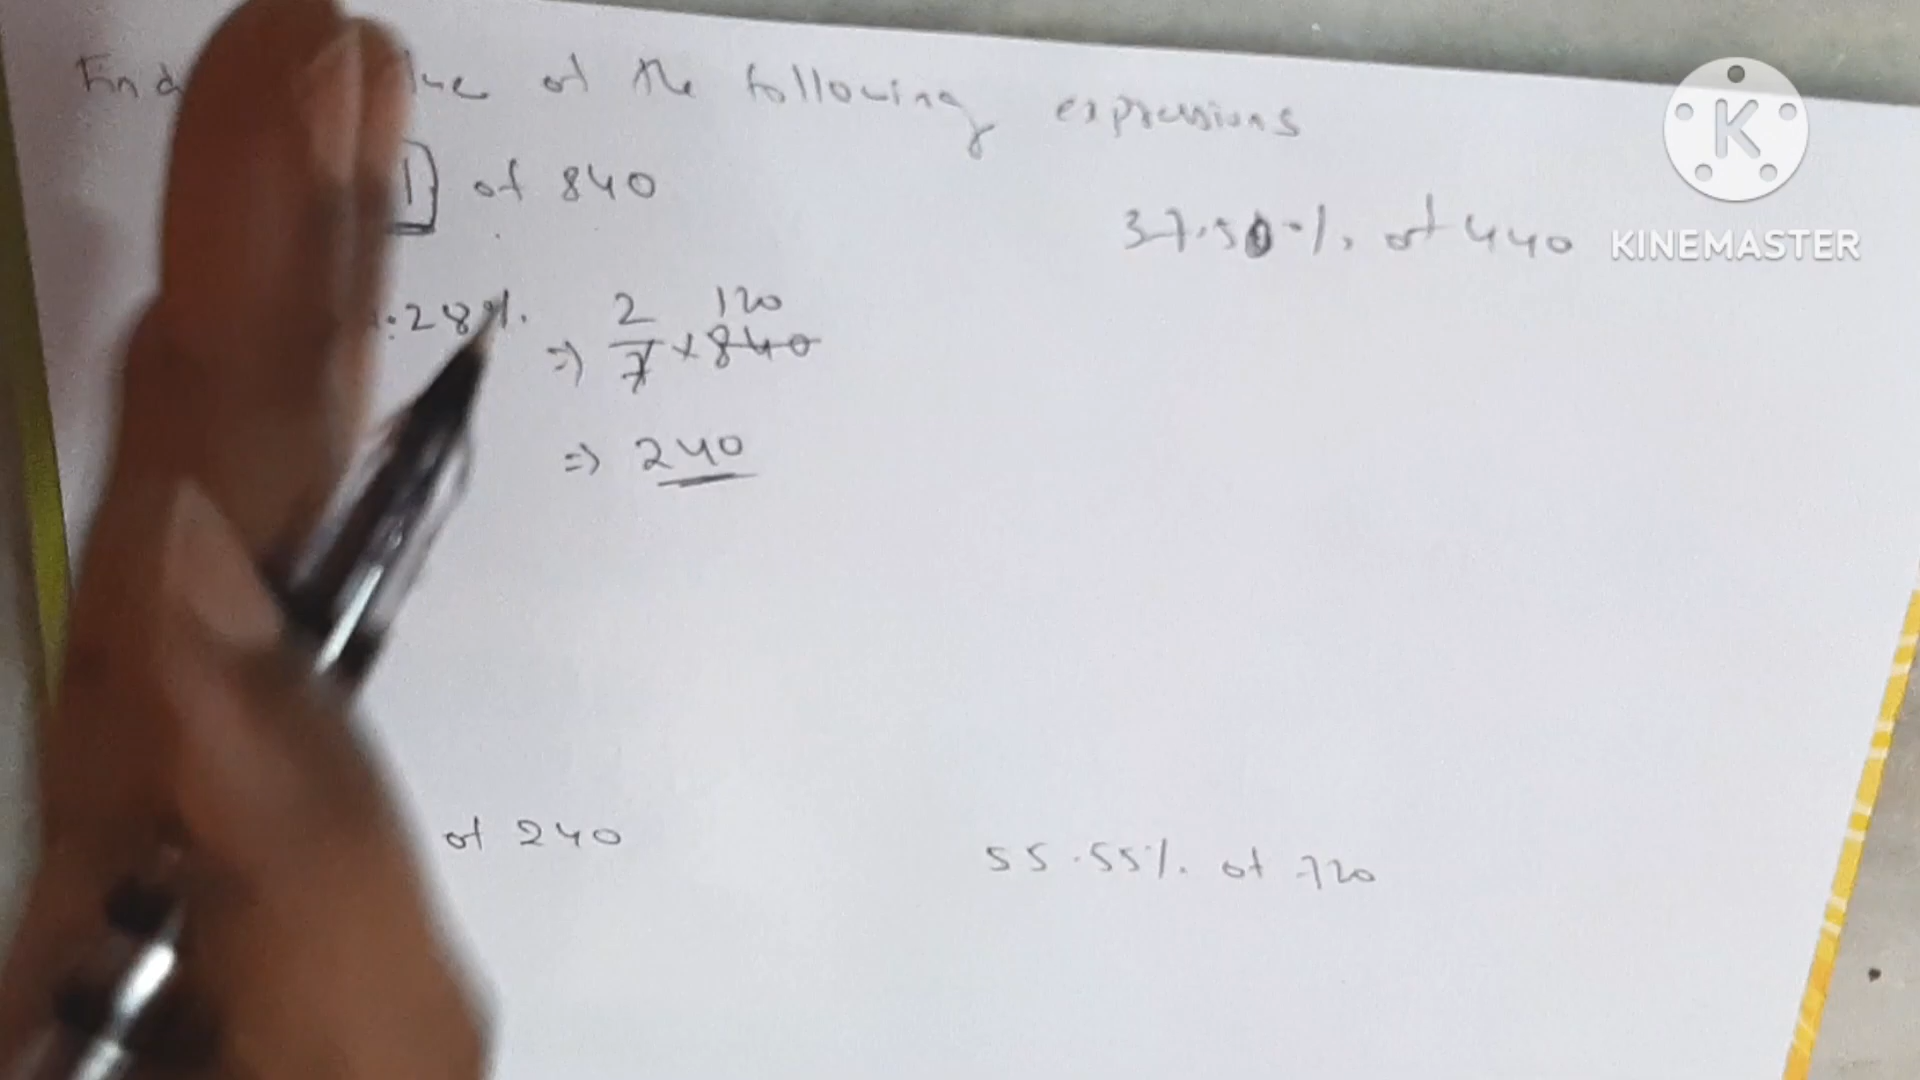 Find of the following expressions
of 840
37.50% of 440
.28%. => 2/7 x 840 120
=> 240
of 240
55.55%. of 720
K
KINEMASTER